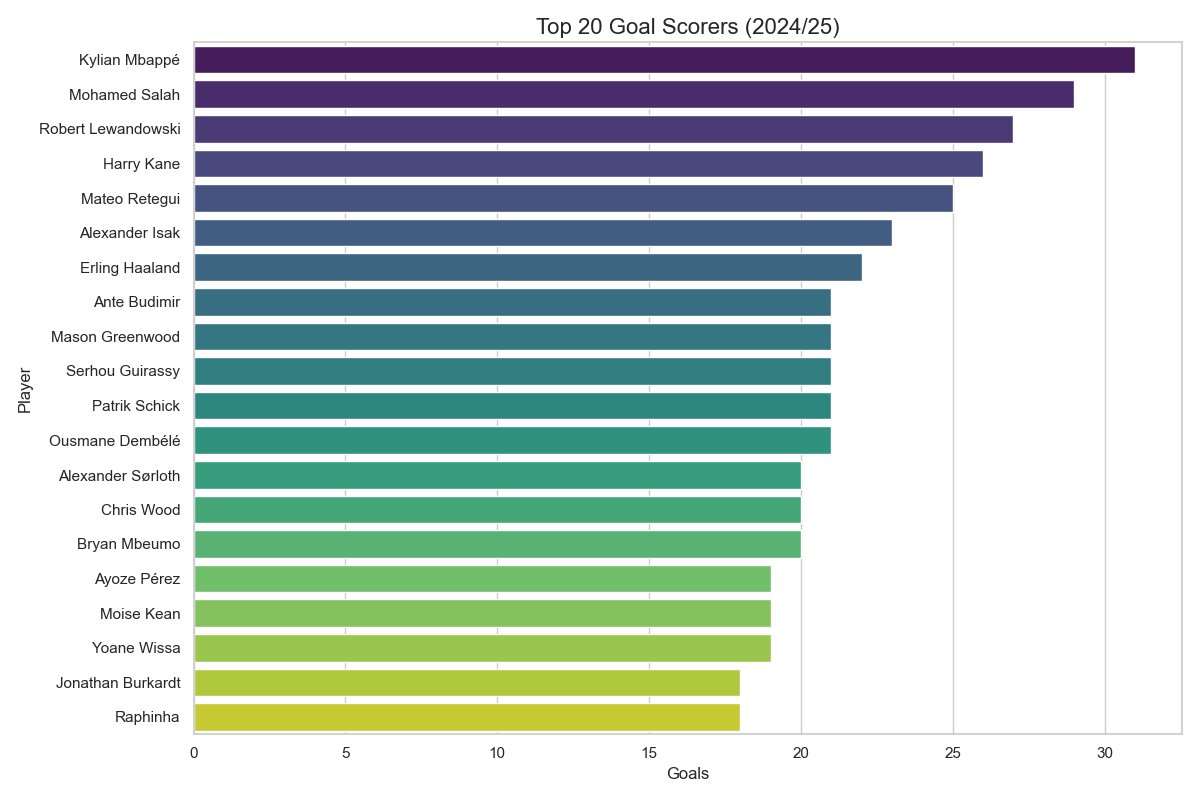 Top 20 Goal Scorers (2024/25)
Player
Kylian Mbappé
Mohamed Salah
Robert Lewandowski
Harry Kane
Mateo Retegui
Alexander Isak
Erling Haaland
Ante Budimir
Mason Greenwood
Serhou Guirassy
Patrik Schick
Ousmane Dembélé
Alexander Sørloth
Chris Wood
Bryan Mbeumo
Ayoze Pérez
Moise Kean
Yoane Wissa
Jonathan Burkardt
Raphinha
0 5 10 15 20 25 30
Goals